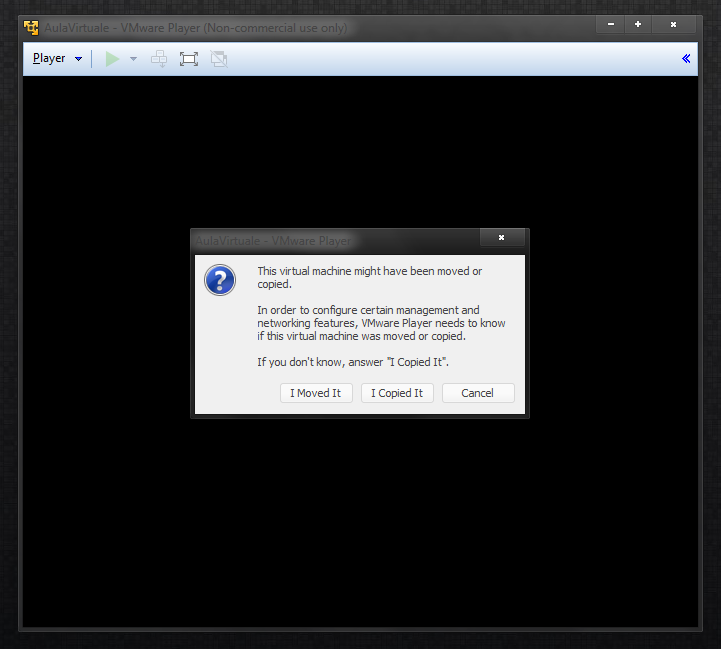 AulaVirtuale - VMware Player (Non-commercial use only)
Player
AulaVirtuale - VMware Player
This virtual machine might have been moved or
copied.
In order to configure certain management and
networking features, VMware Player needs to know
if this virtual machine was moved or copied.
If you don't know, answer "I Copied It".
I Moved It
I Copied It
Cancel